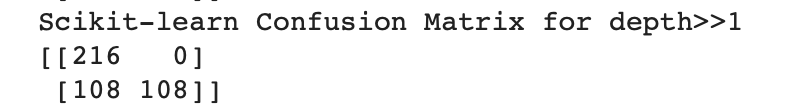 Scikit-learn Confusion Matrix for depth>>1
[[216   0]
 [108 108]]